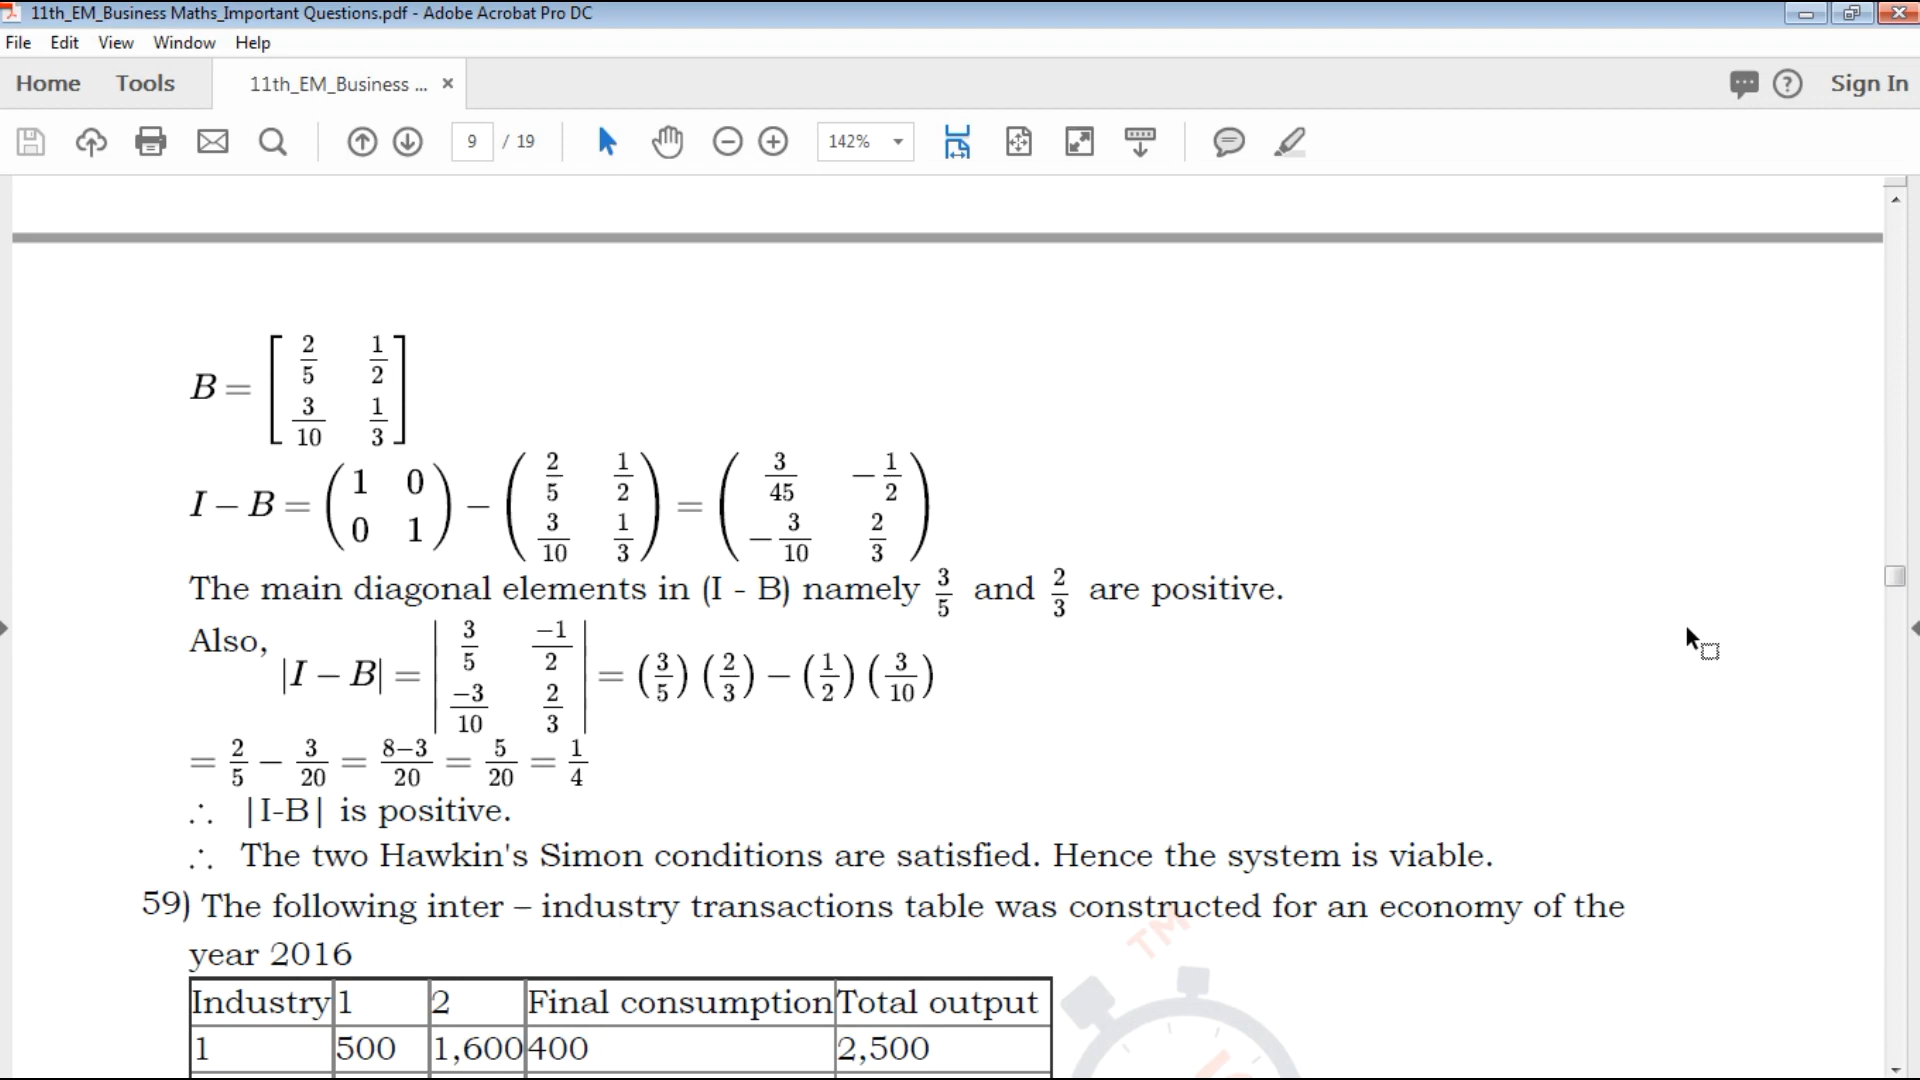 11th_EM_Business Maths_Important Questions.pdf - Adobe Acrobat Pro DC
File Edit View Window Help
Home Tools 11th_EM_Business ... × Sign In
9 / 19 142%
B = [ 2/5 1/2
3/10 1/3 ]
I − B = ( 1 0 ; 0 1 ) − ( 2/5 1/2 ; 3/10 1/3 ) = ( 3/45 −1/2 ; −3/10 2/3 )
The main diagonal elements in (I - B) namely 3/5 and 2/3 are positive.
Also,
|I − B| = | 3/5 −1/2 ; −3/10 2/3 | = (3/5) (2/3) − (1/2) (3/10)
= 2/5 − 3/20 = 8−3/20 = 5/20 = 1/4
∴ |I-B| is positive.
∴ The two Hawkin's Simon conditions are satisfied. Hence the system is viable.
59) The following inter – industry transactions table was constructed for an economy of the
year 2016
Industry 1 2 Final consumption Total output
1 500 1,600 400 2,500
TM